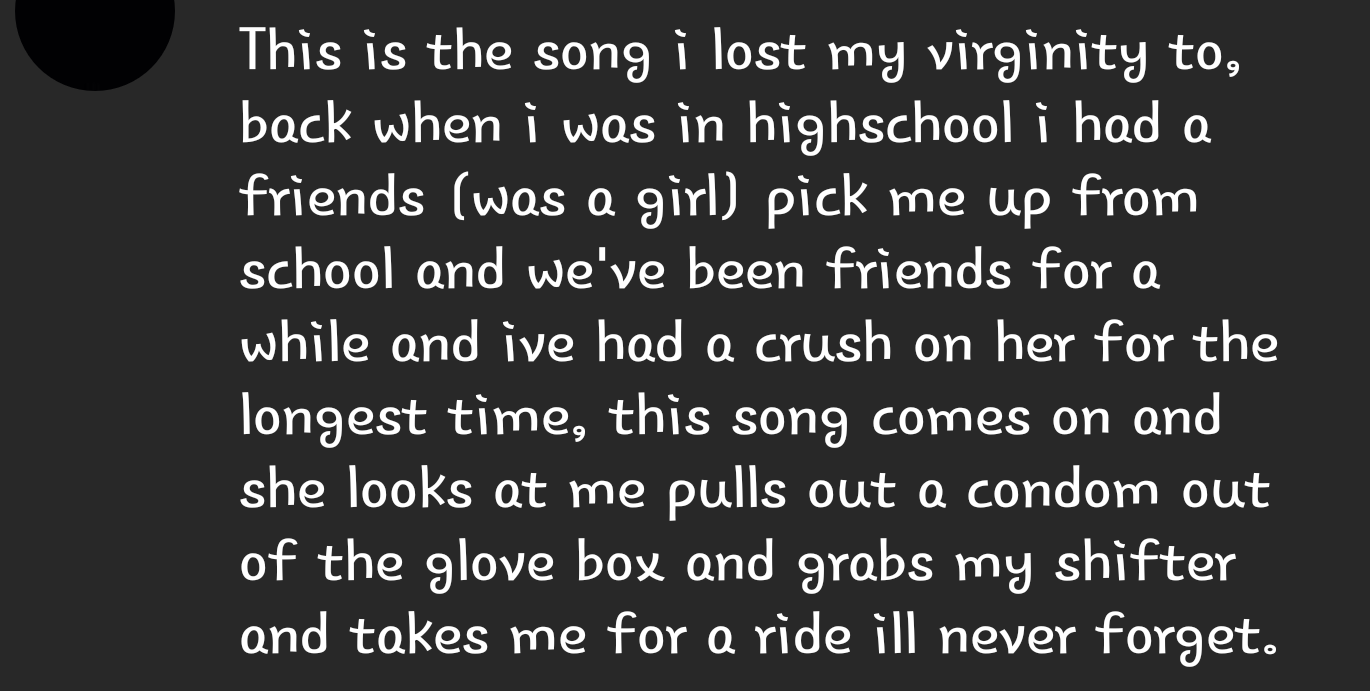 This is the song i lost my virginity to,
back when i was in highschool i had a
friends (was a girl) pick me up from
school and we've been friends for a
while and ive had a crush on her for the
longest time, this song comes on and
she looks at me pulls out a condom out
of the glove box and grabs my shifter
and takes me for a ride ill never forget.